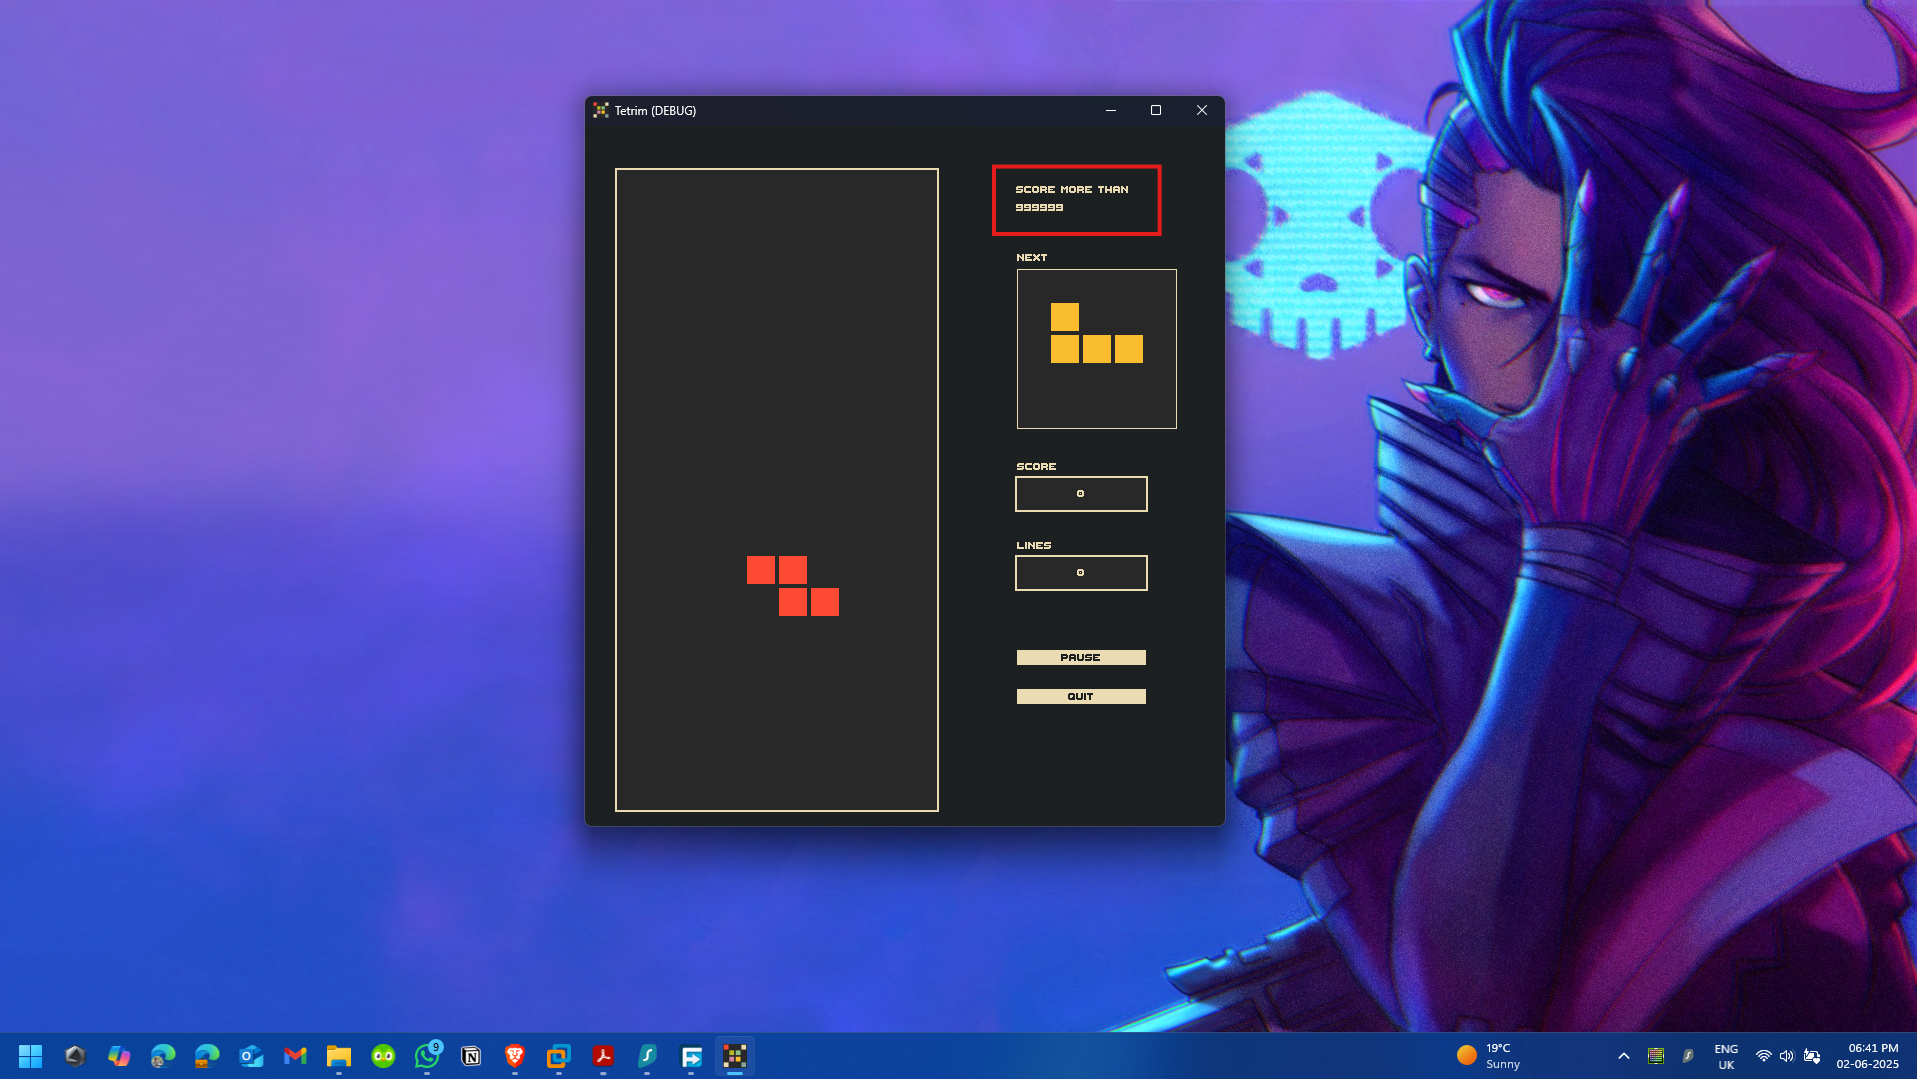 Tetrim (DEBUG)
SCORE MORE THAN
999999
NEXT
SCORE
0
LINES
0
PAUSE
QUIT
9
19°C
Sunny
ENG
UK
06:41 PM
02-06-2025